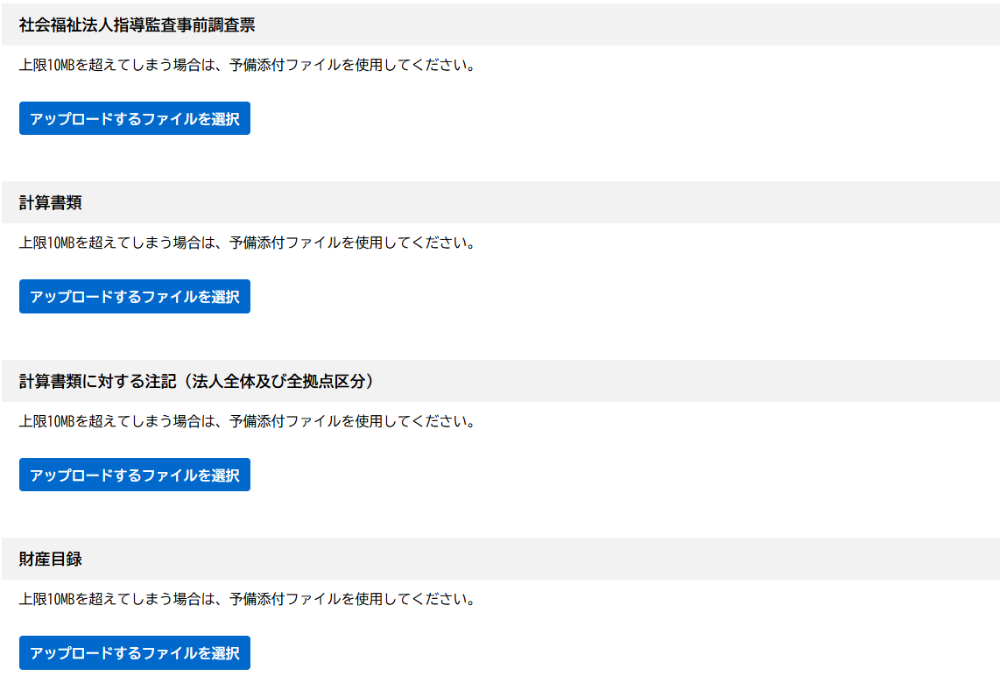 社会福祉法人指導監査事前調査票
上限10MBを超えてしまう場合は、予備添付ファイルを使用してください。
アップロードするファイルを選択
計算書類
上限10MBを超えてしまう場合は、予備添付ファイルを使用してください。
アップロードするファイルを選択
計算書類に対する注記（法人全体及び全拠点区分）
上限10MBを超えてしまう場合は、予備添付ファイルを使用してください。
アップロードするファイルを選択
財産目録
上限10MBを超えてしまう場合は、予備添付ファイルを使用してください。
アップロードするファイルを選択